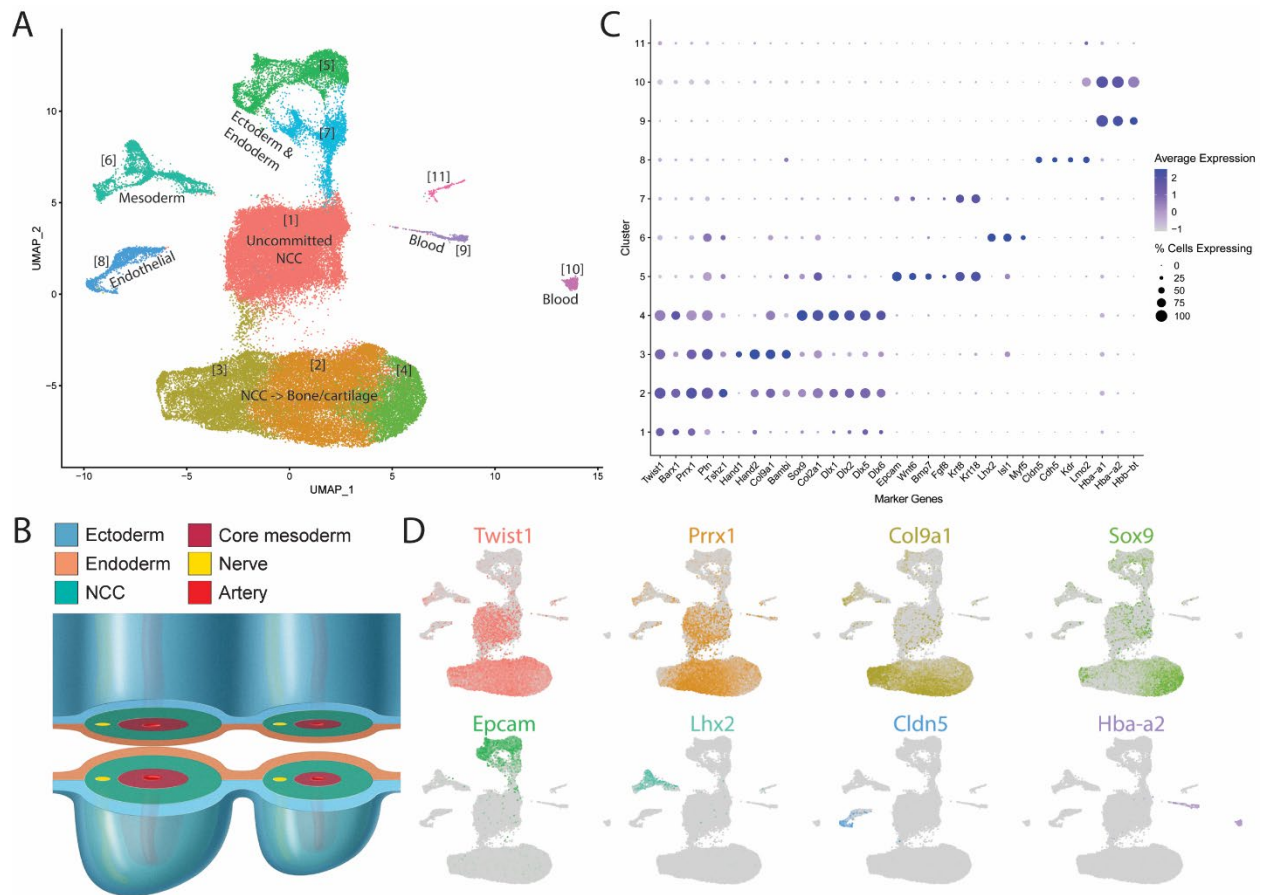 A
[5]
[7]
Ectoderm &
Endoderm
[6]
Mesoderm
[11]
[1]
Uncommitted
NCC
Blood
[9]
[8]
Endothelial
[10]
Blood
[3]
[2]
[4]
NCC -> Bone/cartilage
10
5
0
−5
UMAP_2
−10
−5
0
5
10
UMAP_1
C
11
10
9
8
7
6
5
4
3
2
1
Cluster
Twist1
Barx1
Prrx1
Ptn
Tshz1
Hand1
Hand2
Col9a1
Bambi
Sox9
Col2a1
Dlx1
Dlx2
Dlx5
Dlx6
Epcam
Wnt6
Bmp7
Fgf8
Krt8
Krt18
Lhx2
Isl1
Myf5
Cldn5
Cdh5
Kdr
Lmo2
Hba-a1
Hba-a2
Hbb-bt
Marker Genes
Average Expression
2
1
0
−1
% Cells Expressing
0
25
50
75
100
B
Ectoderm
Core mesoderm
Endoderm
Nerve
NCC
Artery
D
Twist1
Prrx1
Col9a1
Sox9
Epcam
Lhx2
Cldn5
Hba-a2